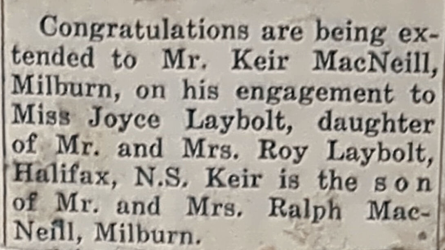 Congratulations are being ex-
tended to Mr. Keir MacNeill,
Milburn, on his engagement to
Miss Joyce Laybolt, daughter
of Mr. and Mrs. Roy Laybolt,
Halifax, N.S. Keir is the son
of Mr. and Mrs. Ralph Mac-
Neill, Milburn.